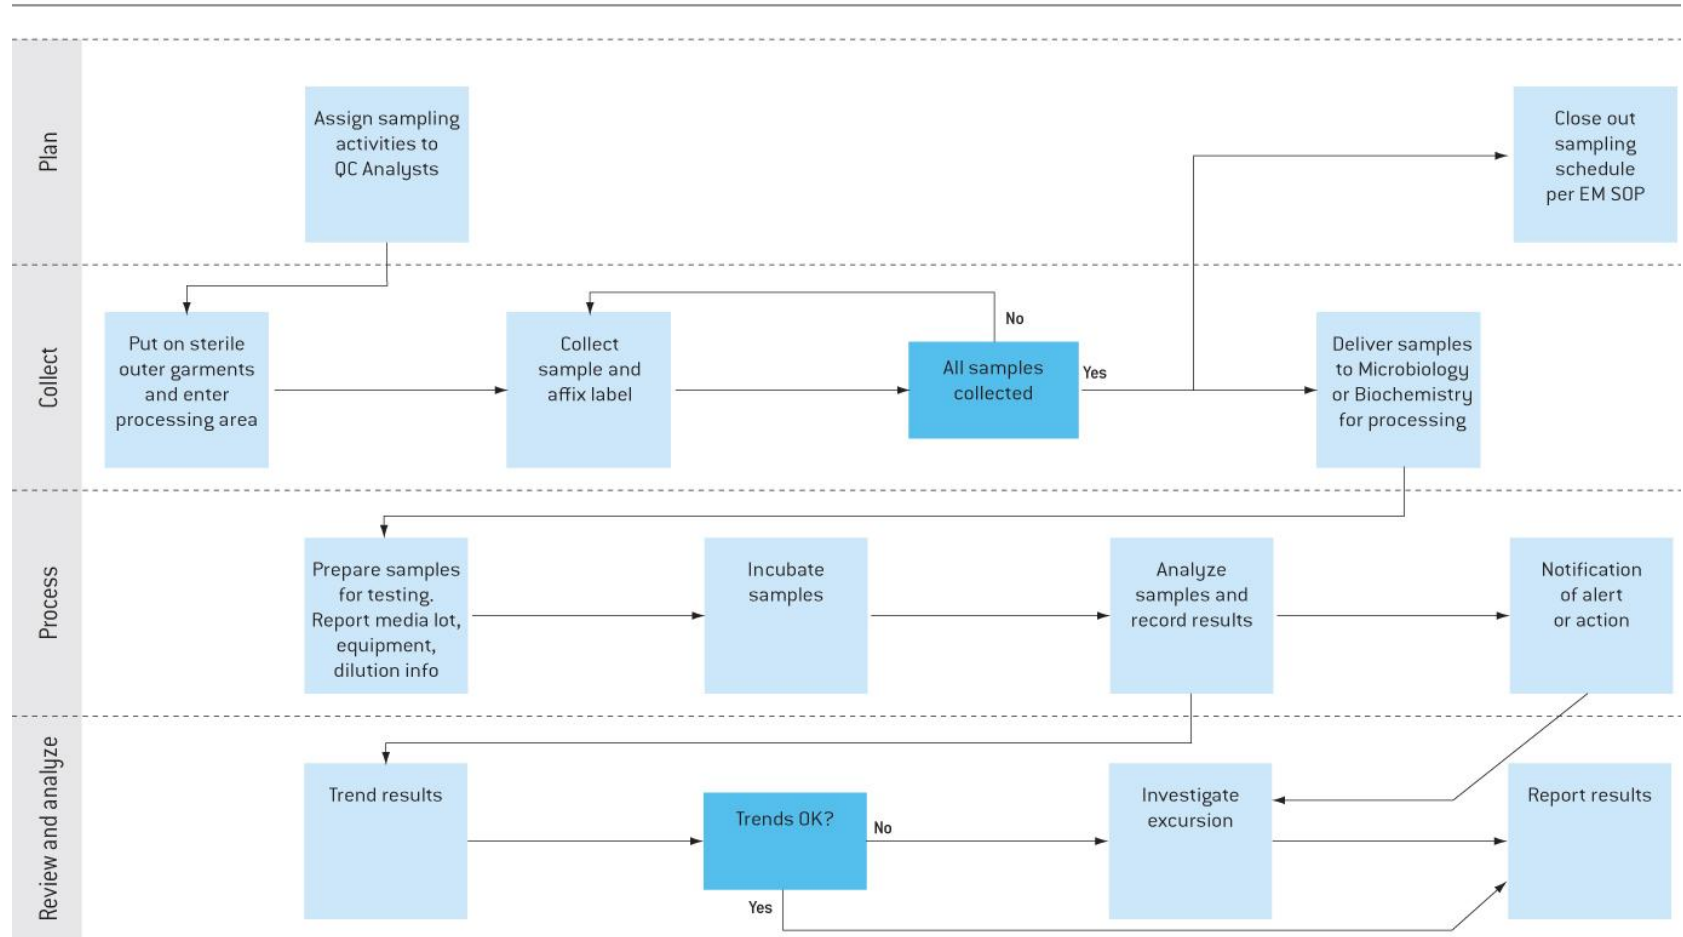 Plan
Assign sampling
activities to
QC Analysts
Close out
sampling
schedule
per EM SOP
Collect
Put on sterile
outer garments
and enter
processing area
Collect
sample and
affix label
No
All samples
collected
Yes
Deliver samples
to Microbiology
or Biochemistry
for processing
Process
Prepare samples
for testing.
Report media lot,
equipment,
dilution info
Incubate
samples
Analyze
samples and
record results
Notification
of alert
or action
Review and analyze
Trend results
Trends OK?
No
Yes
Investigate
excursion
Report results